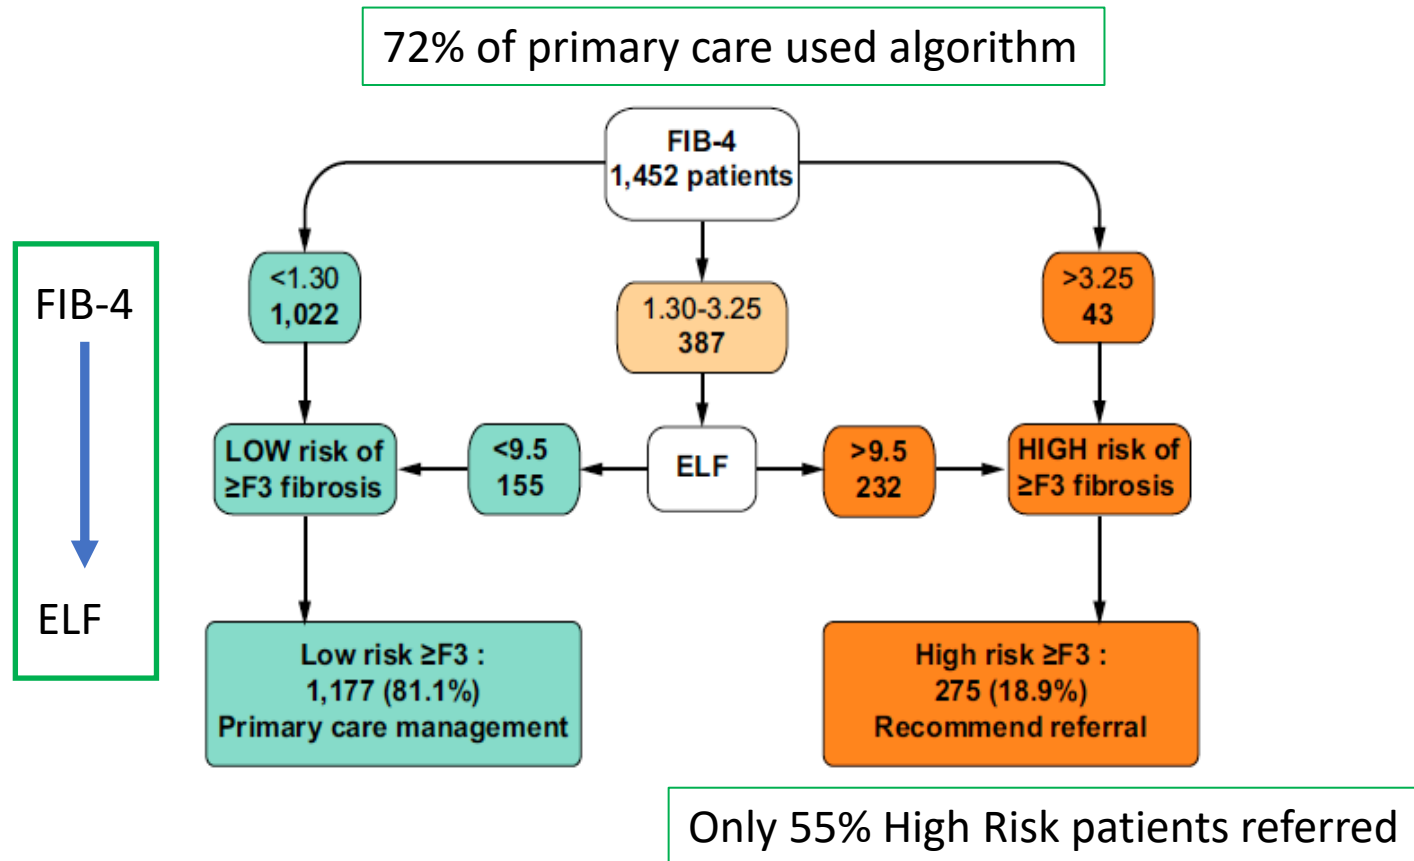 72% of primary care used algorithm
FIB-4
1,452 patients
<1.30
1,022
1.30-3.25
387
>3.25
43
FIB-4
ELF
LOW risk of
≥F3 fibrosis
<9.5
155
ELF
>9.5
232
HIGH risk of
≥F3 fibrosis
Low risk ≥F3 :
1,177 (81.1%)
Primary care management
High risk ≥F3 :
275 (18.9%)
Recommend referral
Only 55% High Risk patients referred